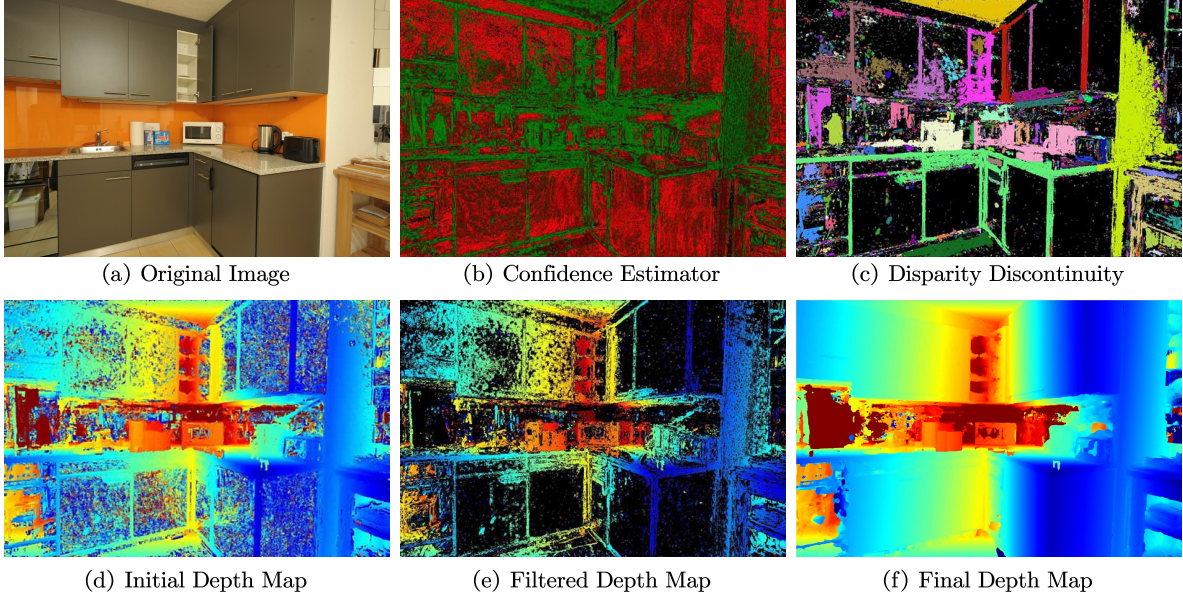 (a) Original Image
(b) Confidence Estimator
(c) Disparity Discontinuity
(d) Initial Depth Map
(e) Filtered Depth Map
(f) Final Depth Map